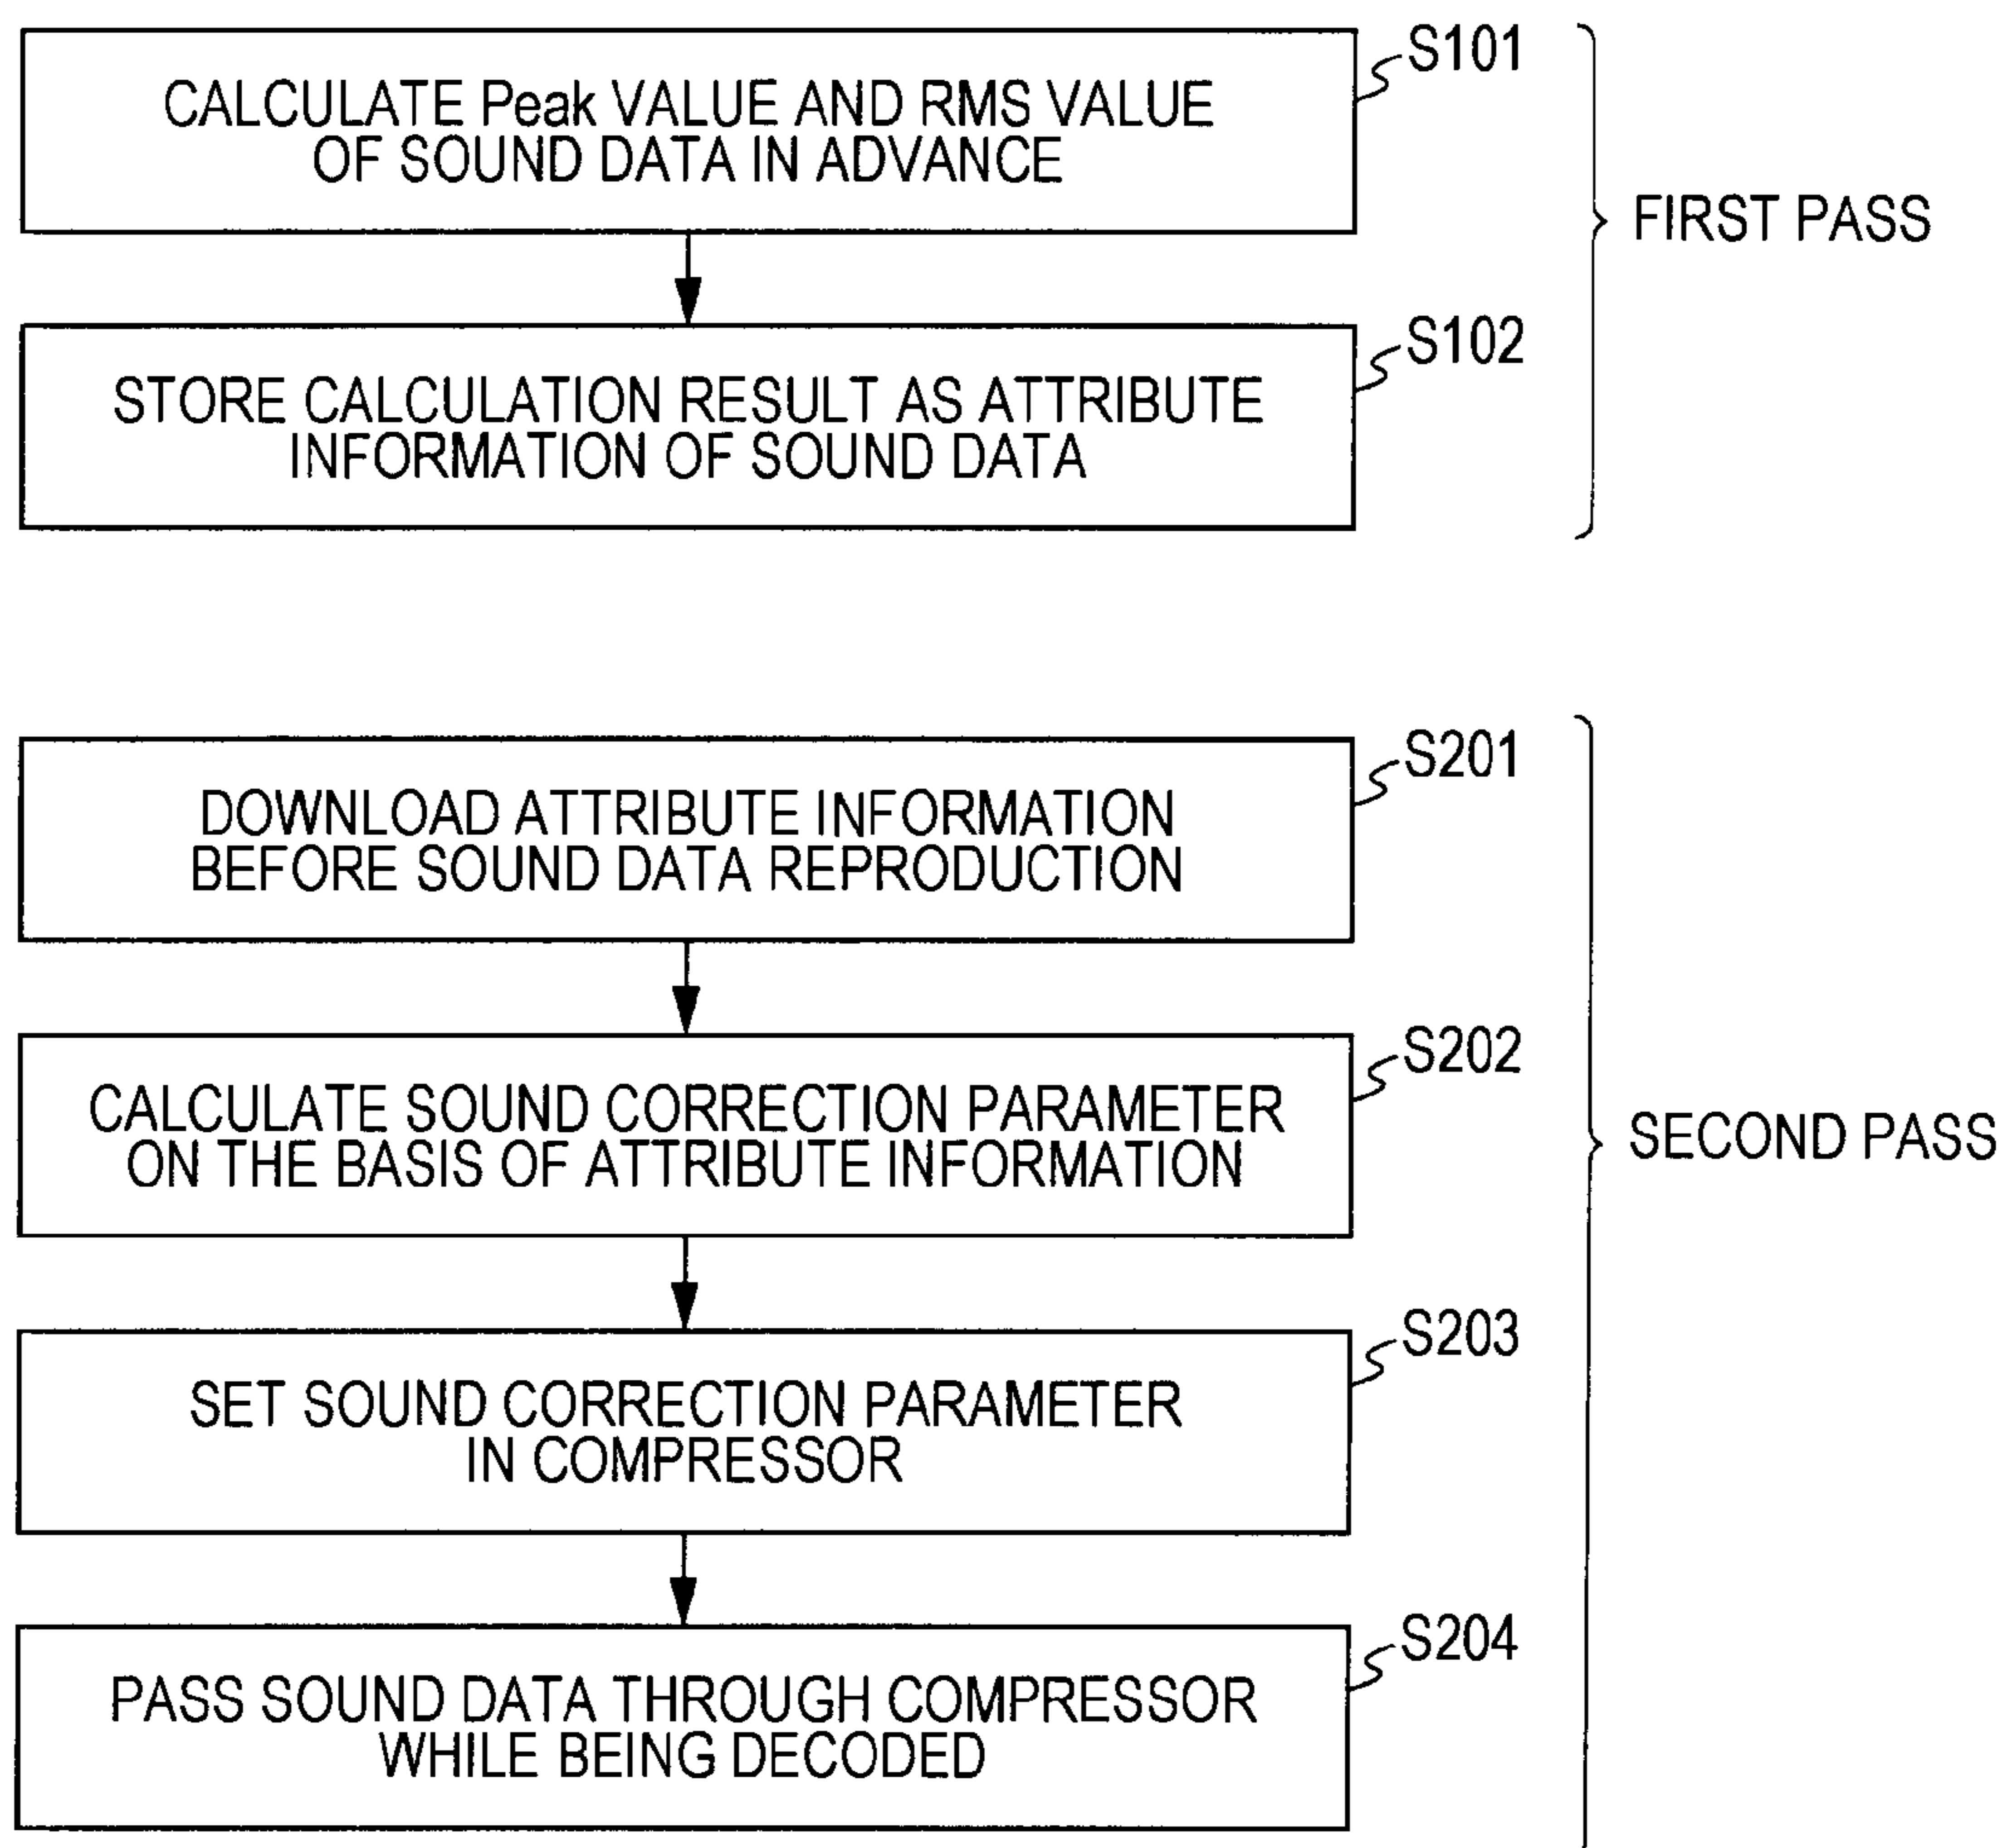 S101
CALCULATE Peak VALUE AND RMS VALUE
OF SOUND DATA IN ADVANCE
FIRST PASS
S102
STORE CALCULATION RESULT AS ATTRIBUTE
INFORMATION OF SOUND DATA
S201
DOWNLOAD ATTRIBUTE INFORMATION
BEFORE SOUND DATA REPRODUCTION
S202
CALCULATE SOUND CORRECTION PARAMETER
ON THE BASIS OF ATTRIBUTE INFORMATION
SECOND PASS
S203
SET SOUND CORRECTION PARAMETER
IN COMPRESSOR
S204
PASS SOUND DATA THROUGH COMPRESSOR
WHILE BEING DECODED